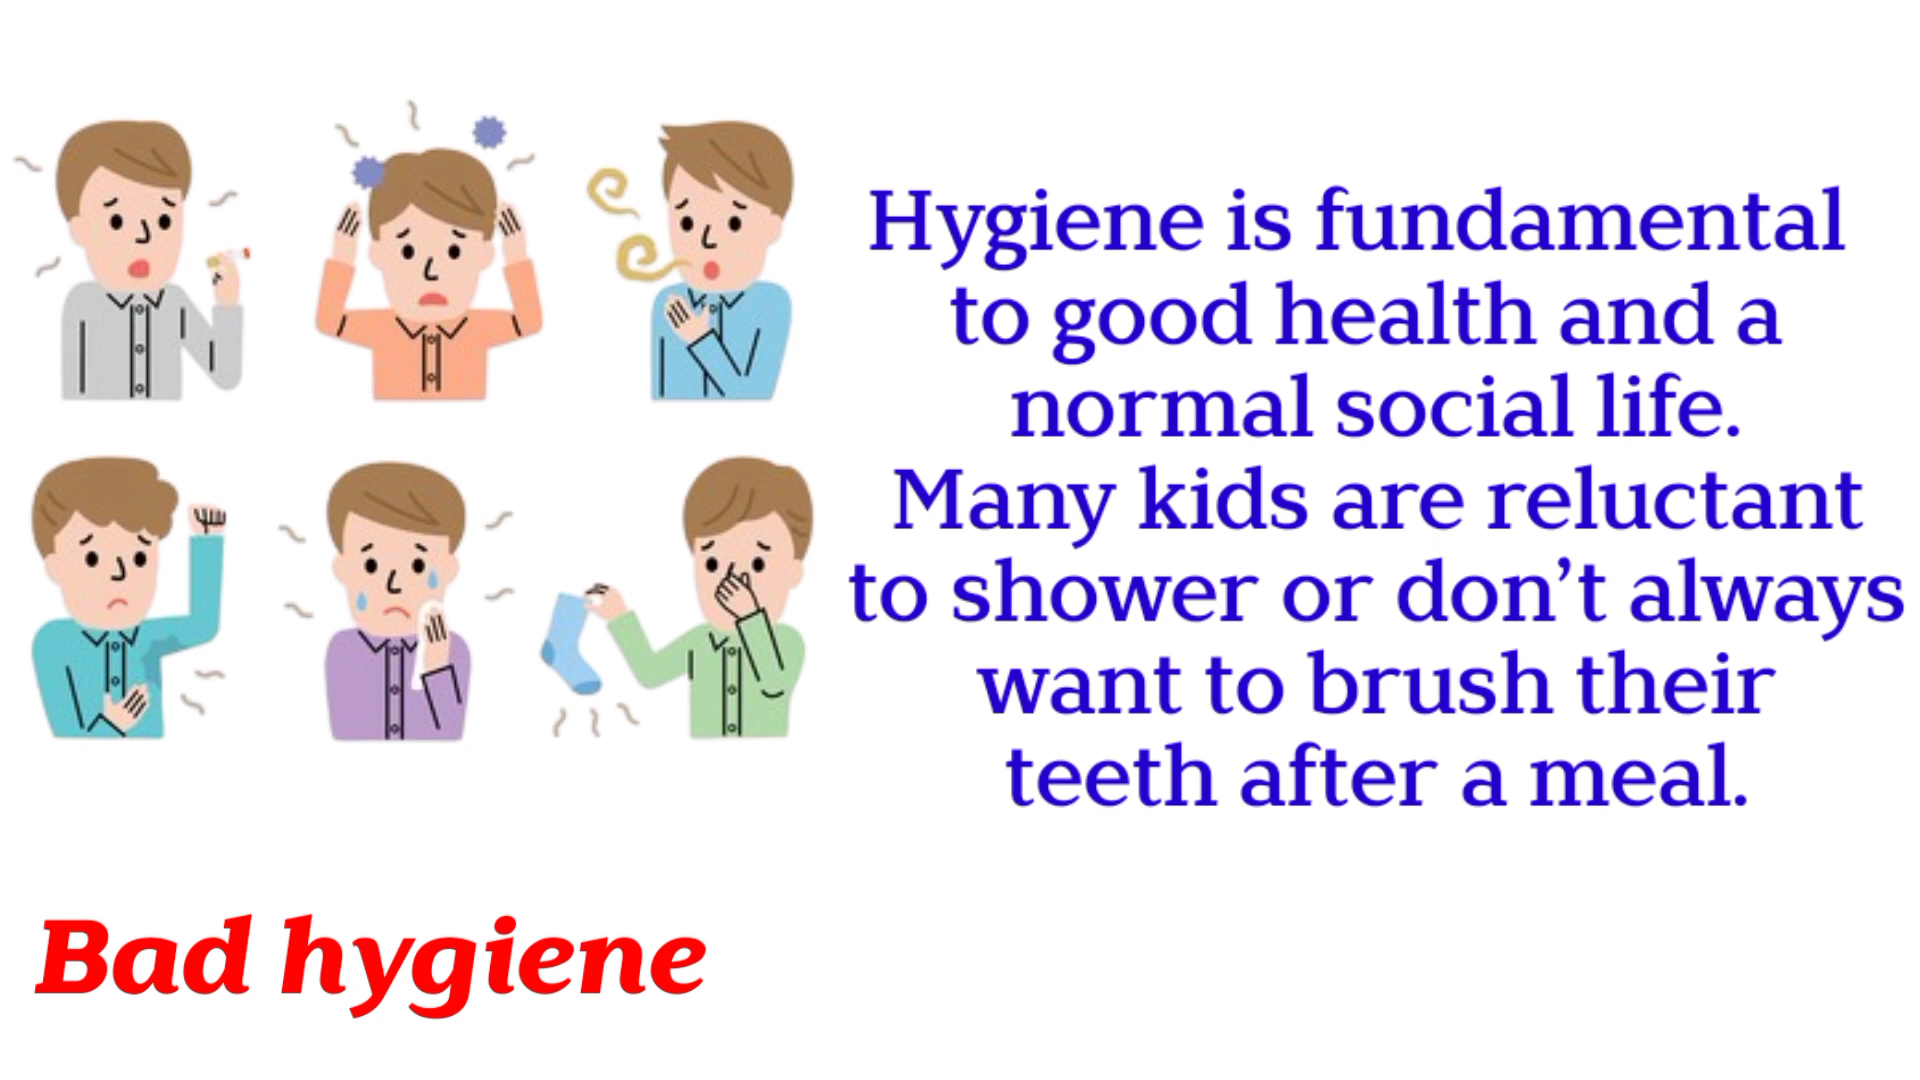 Hygiene is fundamental
to good health and a
normal social life.
Many kids are reluctant
to shower or don’t always
want to brush their
teeth after a meal.
Bad hygiene